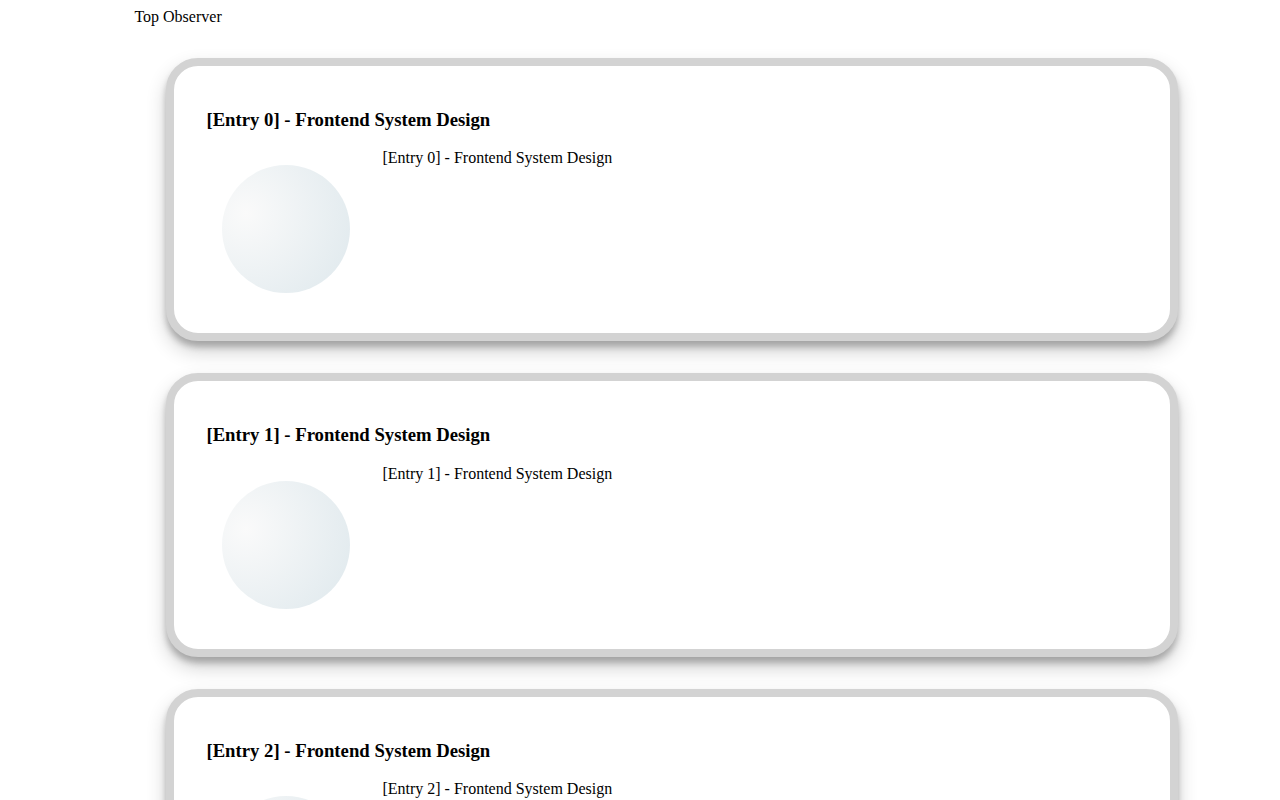 Top Observer
[Entry 0] - Frontend System Design
[Entry 0] - Frontend System Design
[Entry 1] - Frontend System Design
[Entry 1] - Frontend System Design
[Entry 2] - Frontend System Design
[Entry 2] - Frontend System Design